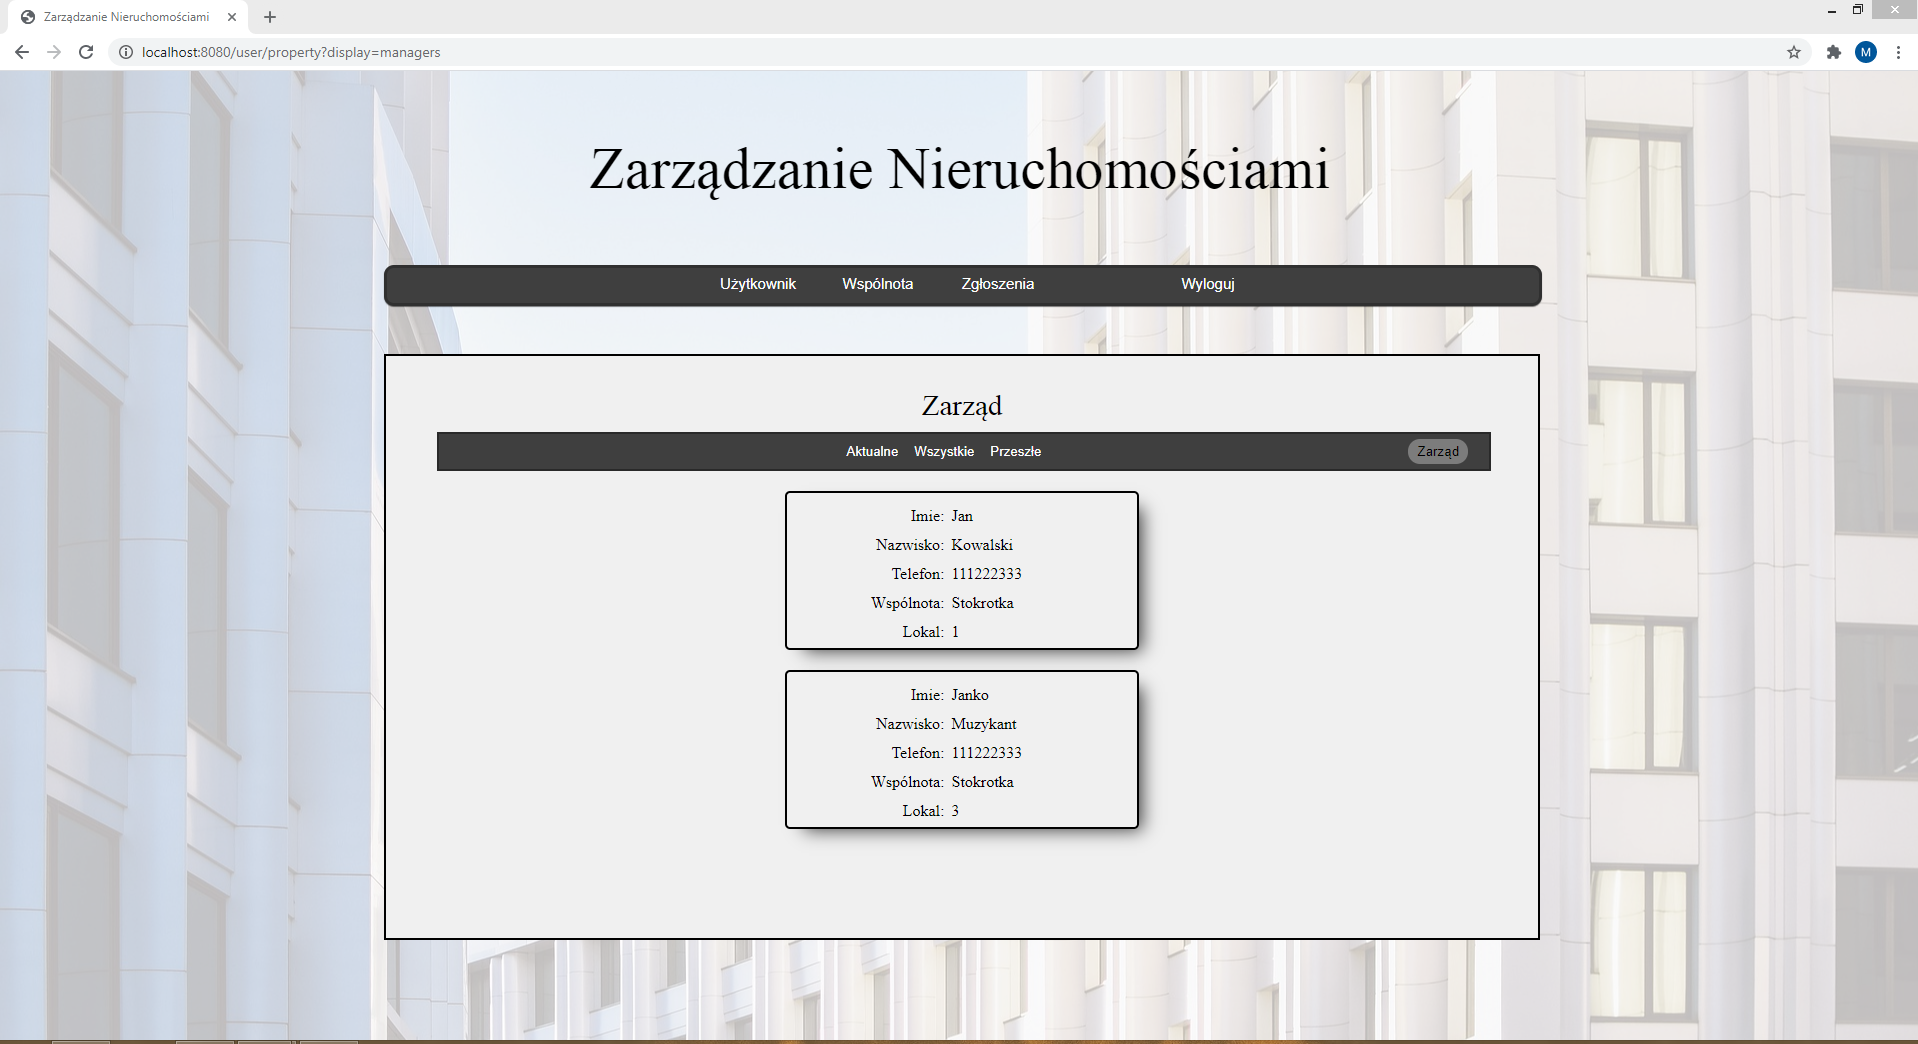 Zarządzanie Nieruchomościami
localhost:8080/user/property?display=managers
M
Zarządzanie Nieruchomościami
Użytkownik Wspólnota Zgłoszenia Wyloguj
Zarząd
Aktualne Wszystkie Przeszłe Zarząd
Imie: Jan
Nazwisko: Kowalski
Telefon: 111222333
Wspólnota: Stokrotka
Lokal: 1
Imie: Janko
Nazwisko: Muzykant
Telefon: 111222333
Wspólnota: Stokrotka
Lokal: 3